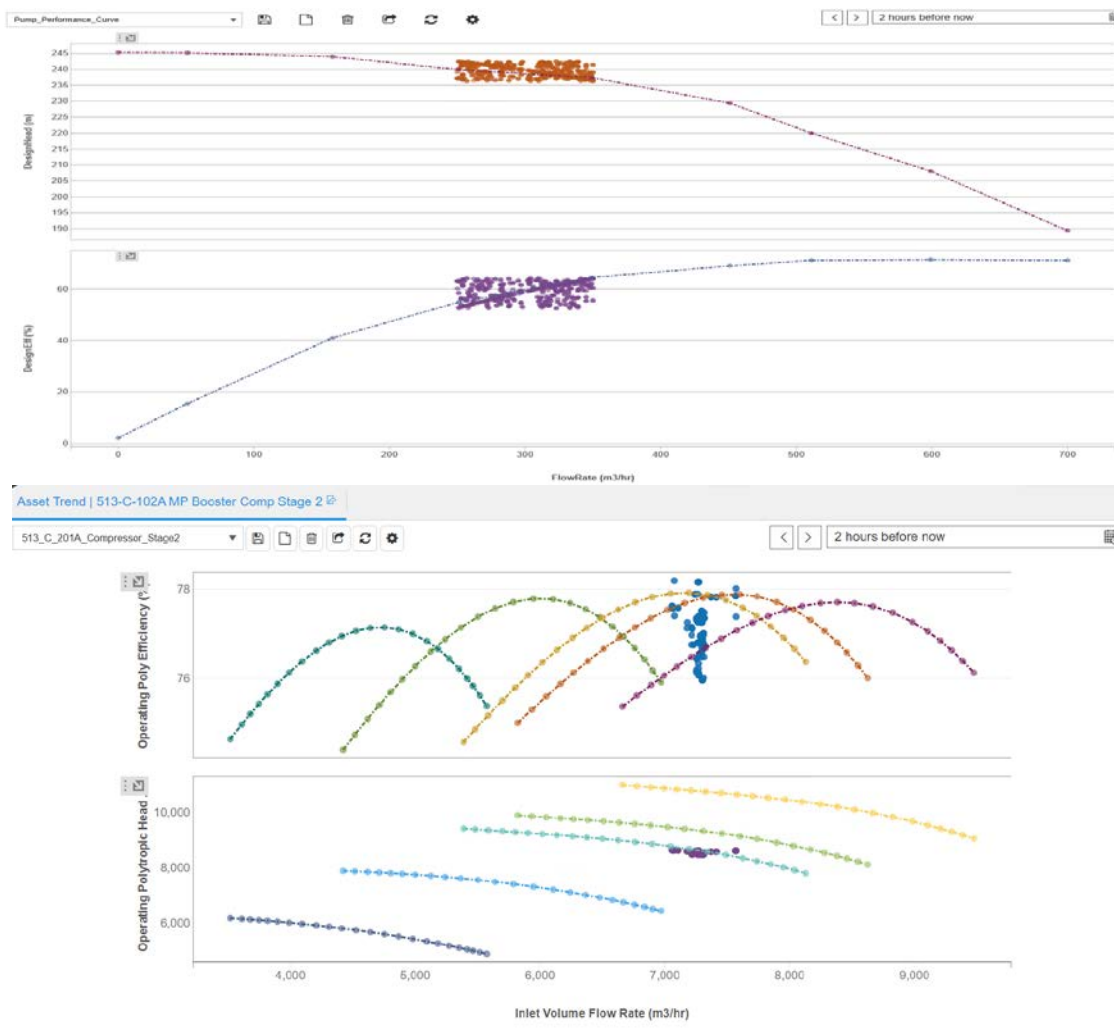 Pump_Performance_Curve
2 hours before now
DesignHead (m)
245
240
235
230
225
220
215
210
205
200
195
190
DesignEff (%)
60
40
20
0
0 100 200 300 400 500 600 700
FlowRate (m3/hr)
Asset Trend | 513-C-102A MP Booster Comp Stage 2
513_C_201A_Compressor_Stage2
2 hours before now
Operating Poly Efficiency (%
78
76
Operating Polytropic Head
10,000
8,000
6,000
4,000 5,000 6,000 7,000 8,000 9,000
Inlet Volume Flow Rate (m3/hr)